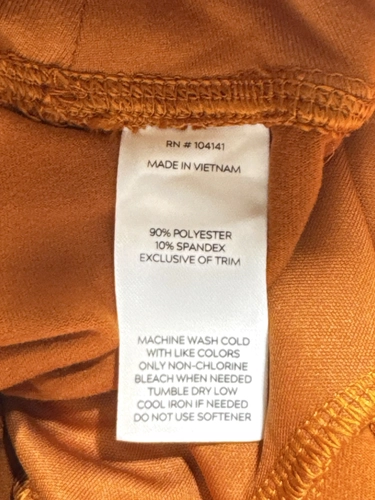 RN # 104141
MADE IN VIETNAM
90% POLYESTER
10% SPANDEX
EXCLUSIVE OF TRIM
MACHINE WASH COLD
WITH LIKE COLORS
ONLY NON-CHLORINE
BLEACH WHEN NEEDED
TUMBLE DRY LOW
COOL IRON IF NEEDED
DO NOT USE SOFTENER